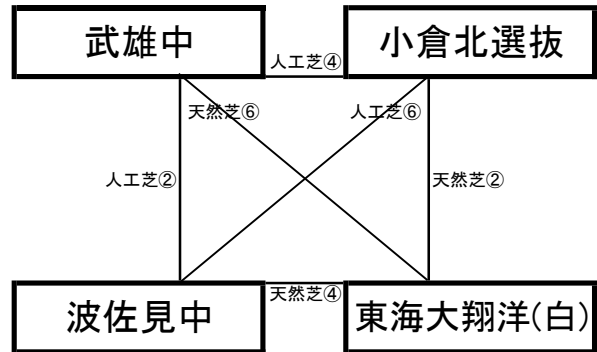 武雄中
小倉北選抜
人工芝④
天然芝⑥
人工芝⑥
人工芝②
天然芝②
天然芝④
波佐見中
東海大翔洋(白)